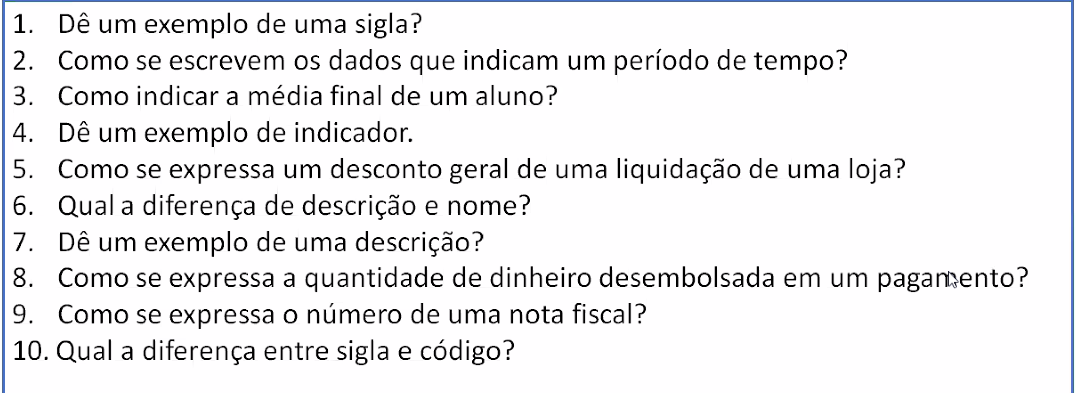 1. Dê um exemplo de uma sigla?
2. Como se escrevem os dados que indicam um período de tempo?
3. Como indicar a média final de um aluno?
4. Dê um exemplo de indicador.
5. Como se expressa um desconto geral de uma liquidação de uma loja?
6. Qual a diferença de descrição e nome?
7. Dê um exemplo de uma descrição?
8. Como se expressa a quantidade de dinheiro desembolsada em um pagamento?
9. Como se expressa o número de uma nota fiscal?
10. Qual a diferença entre sigla e código?